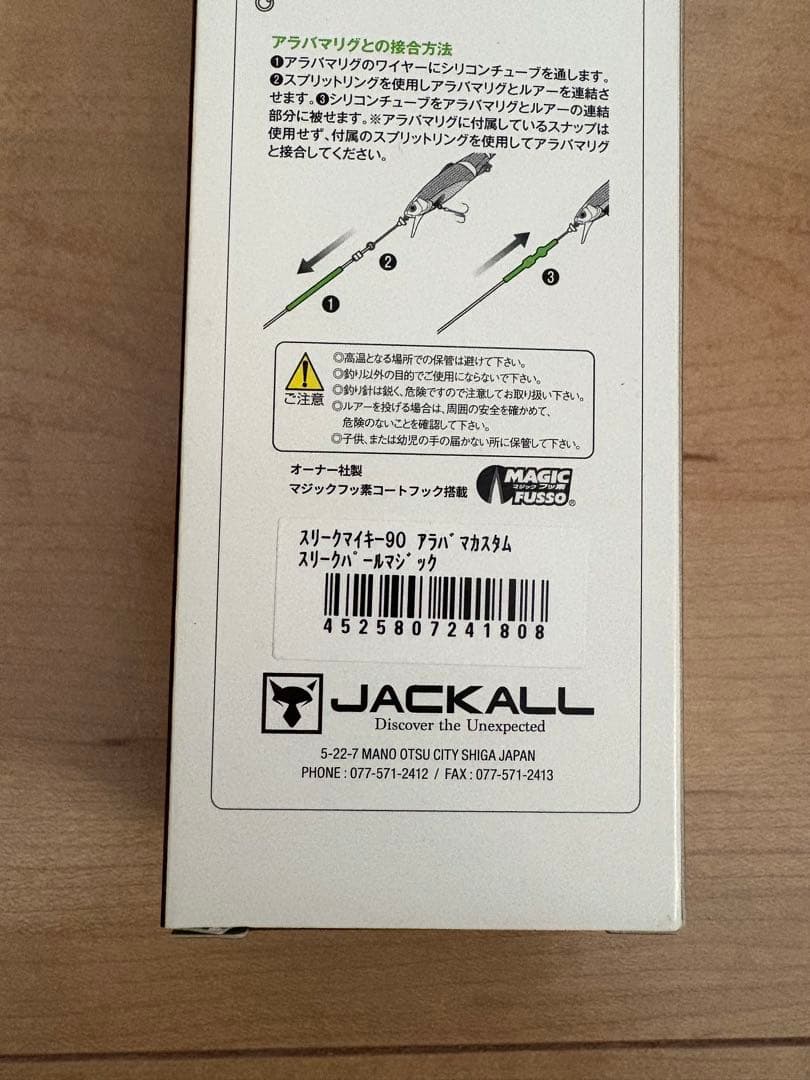 アラバマリグとの接合方法
❶アラバマリグのワイヤーにシリコンチューブを通します。
❷スプリットリングを使用しアラバマリグとルアーを連結さ
せます。❸シリコンチューブをアラバマリグとルアーの連結
部分に被せます。※アラバマリグに付属しているスナップは
使用せず、付属のスプリットリングを使用してアラバマリグ
と接合してください。
❶
❷
❸
ご注意
◎高温となる場所での保管は避けて下さい。
◎釣り以外の目的でご使用にならないで下さい。
◎釣り針は鋭く、危険ですので注意してお取り扱い下さい。
◎ルアーを投げる場合は、周囲の安全を確かめて、
危険のないことを確認して下さい。
◎子供、または幼児の手の届かない所に保管して下さい。
オーナー社製
マジックフッ素コートフック搭載
MAGIC
マジック フッ素
FUSSO®
スリークマイキー90 アラバマカスタム
スリークパールマジック
4525807241808
JACKALL
Discover the Unexpected
5-22-7 MANO OTSU CITY SHIGA JAPAN
PHONE : 077-571-2412 / FAX : 077-571-2413